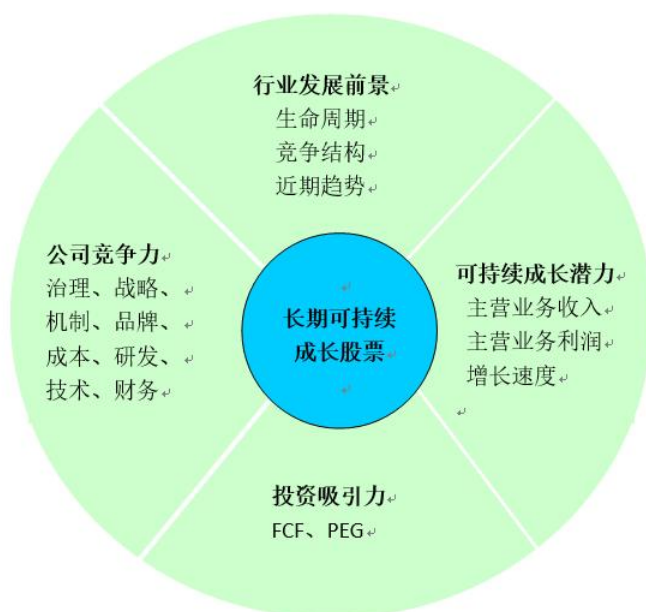 行业发展前景
生命周期
竞争结构
近期趋势
公司竞争力
治理、战略、
机制、品牌、
成本、研发、
技术、财务
长期可持续
成长股票
可持续成长潜力
主营业务收入
主营业务利润
增长速度
投资吸引力
FCF、PEG